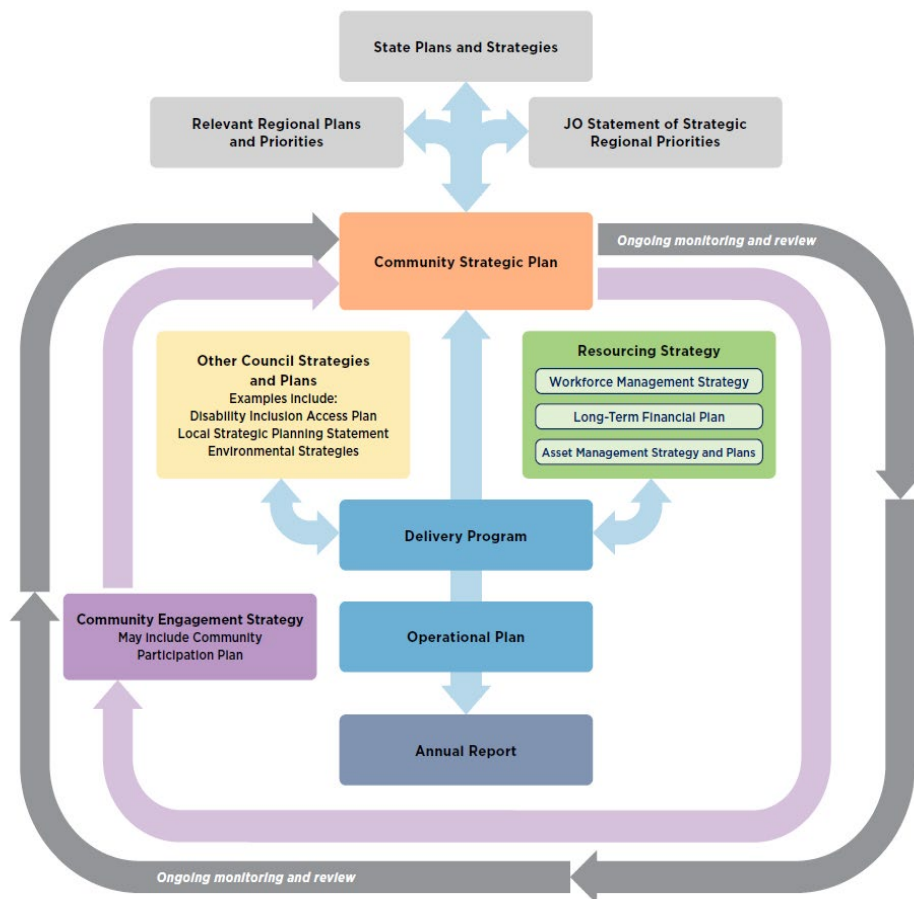 State Plans and Strategies
Relevant Regional Plans
and Priorities
JO Statement of Strategic
Regional Priorities
Community Strategic Plan
Ongoing monitoring and review
Other Council Strategies
and Plans
Examples include:
Disability Inclusion Access Plan
Local Strategic Planning Statement
Environmental Strategies
Resourcing Strategy
Workforce Management Strategy
Long-Term Financial Plan
Asset Management Strategy and Plans
Delivery Program
Community Engagement Strategy
May Include Community
Participation Plan
Operational Plan
Annual Report
Ongoing monitoring and review